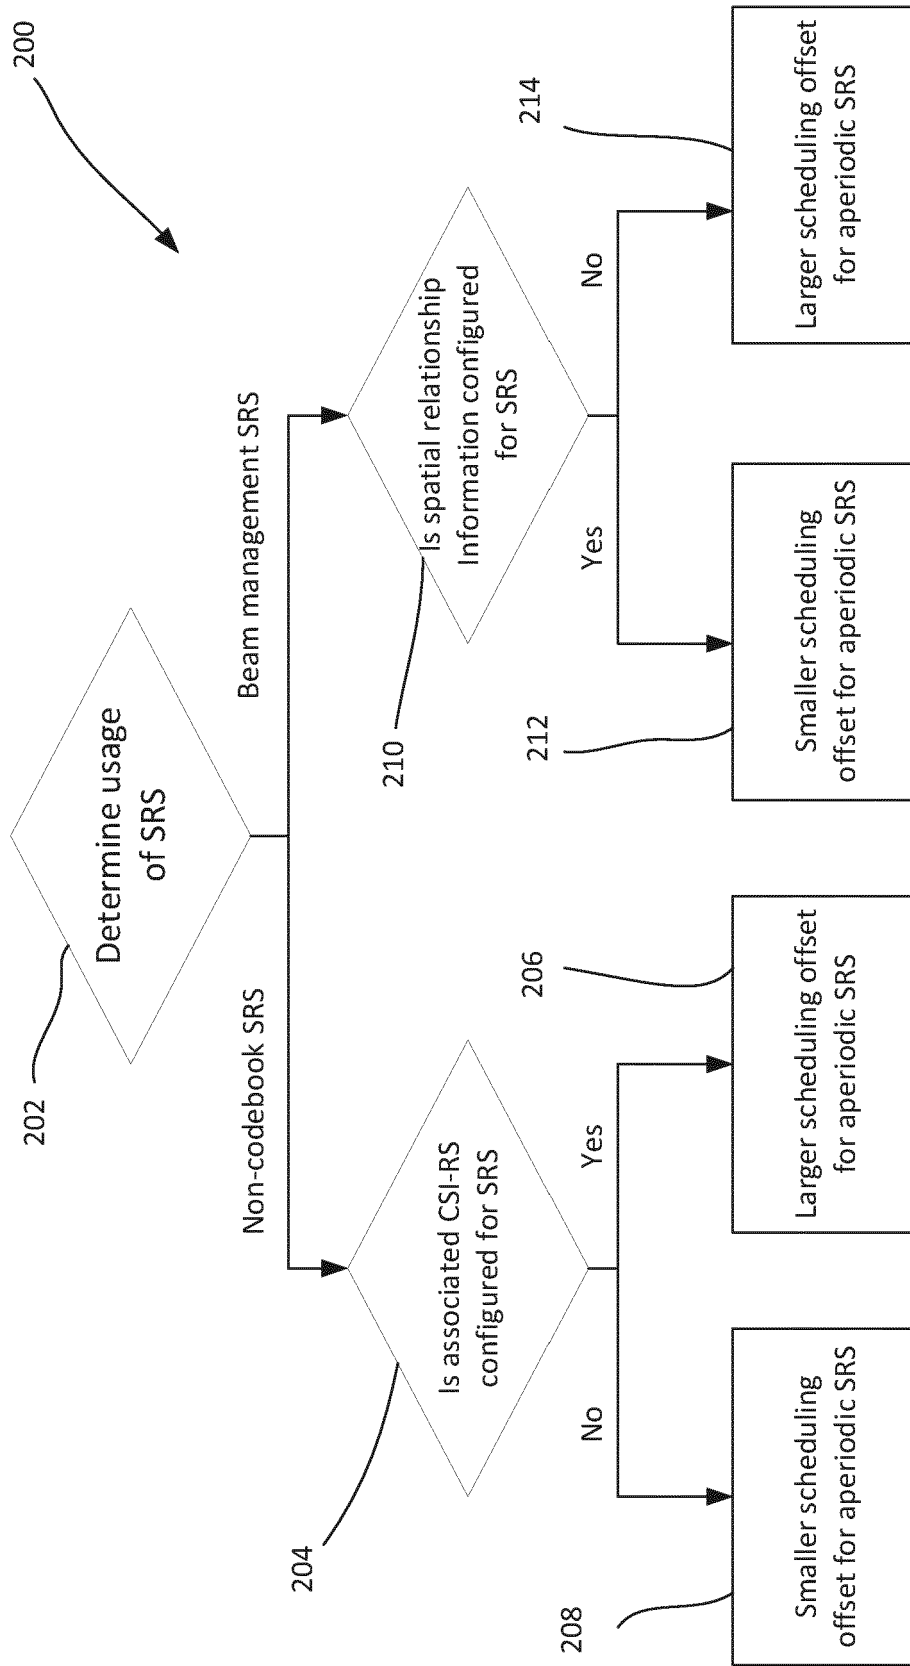 200
202
Determine usage
of SRS
Non-codebook SRS
Beam management SRS
204
Is associated CSI-RS
configured for SRS
210
Is spatial relationship
Information configured
for SRS
No
Yes
Yes
No
208
Smaller scheduling
offset for aperiodic SRS
206
Larger scheduling offset
for aperiodic SRS
212
Smaller scheduling
offset for aperiodic SRS
214
Larger scheduling offset
for aperiodic SRS